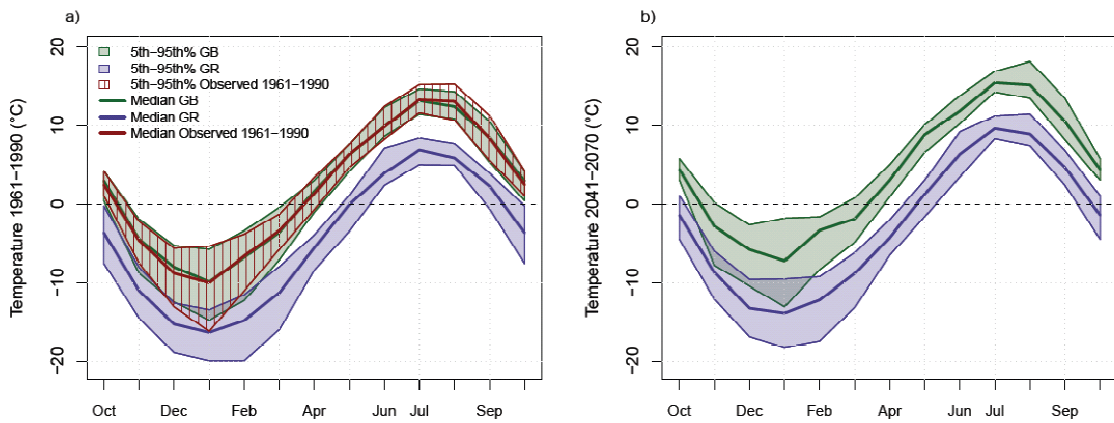 a)
Temperature 1961−1990 (°C)
20
10
0
−10
−20
5th−95th% GB
5th−95th% GR
5th−95th% Observed 1961−1990
Median GB
Median GR
Median Observed 1961−1990
Oct Dec Feb Apr Jun Jul Sep
b)
Temperature 2041−2070 (°C)
20
10
0
−10
−20
Oct Dec Feb Apr Jun Jul Sep